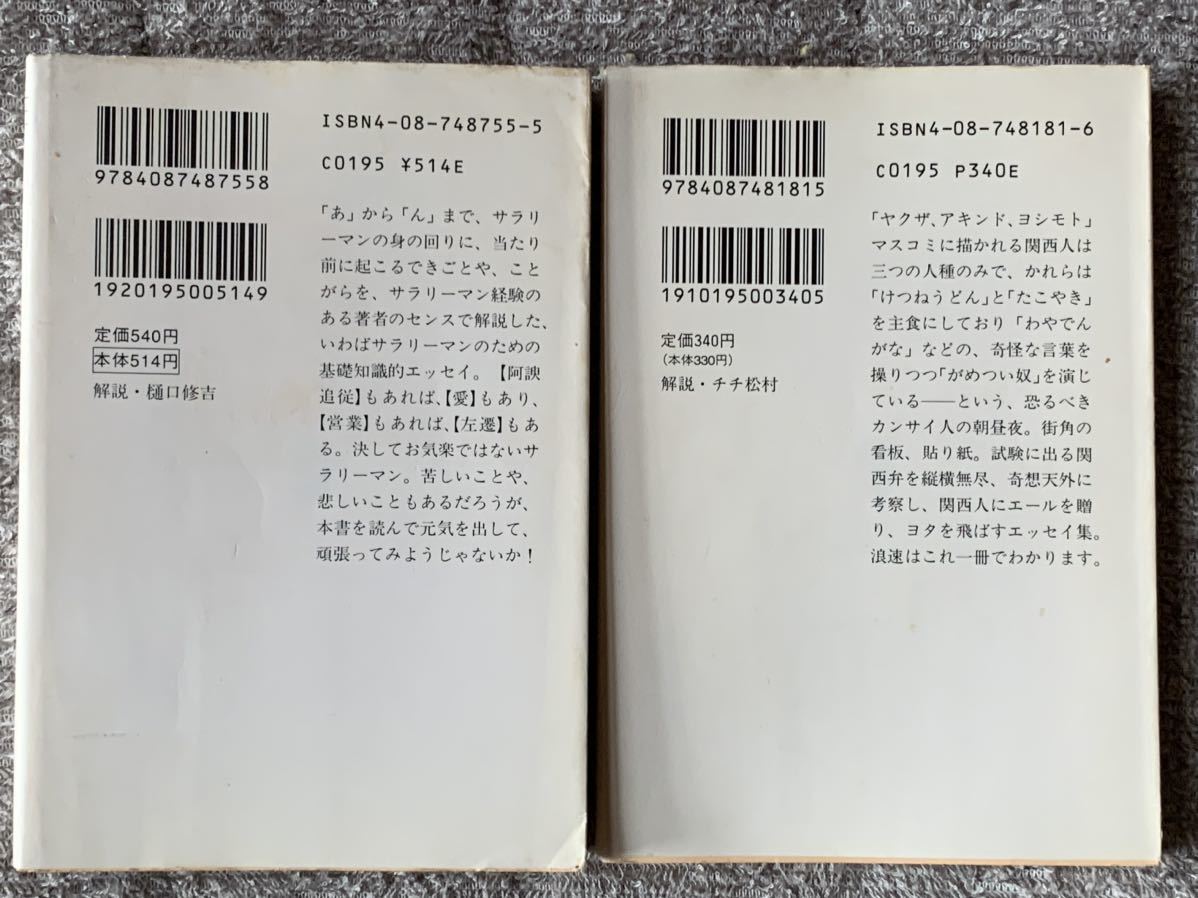 ISBN4-08-748755-5
C0195 ¥514E
9784087487558
1920195005149
定価540円
本体514円
解説・樋口修吉
「あ」から「ん」まで、サラリ
ーマンの身の回りに、当たり
前に起こるできごとや、こと
がらを、サラリーマン経験の
ある著者のセンスで解説した、
いわばサラリーマンのための
基礎知識的エッセイ。【阿諛
追従】もあれば、【愛】もあり、
【営業】もあれば、【左遷】もあ
る。決してお気楽ではないサ
ラリーマン。苦しいことや、
悲しいこともあるだろうが、
本書を読んで元気を出して、
頑張ってみようじゃないか！
ISBN4-08-748181-6
C0195 P340E
9784087481815
1910195003405
定価340円
（本体330円）
解説・チチ松村
「ヤクザ、アキンド、ヨシモト」
マスコミに描かれる関西人は
三つの人種のみで、かれらは
「けつねうどん」と「たこやき」
を主食にしており「わやでん
がな」などの、奇怪な言葉を
操りつつ「がめつい奴」を演じ
ている——という、恐るべき
カンサイ人の朝昼夜。街角の
看板、貼り紙。試験に出る関
西弁を縦横無尽、奇想天外に
考察し、関西人にエールを贈
り、ヨタを飛ばすエッセイ集。
浪速はこれ一冊でわかります。